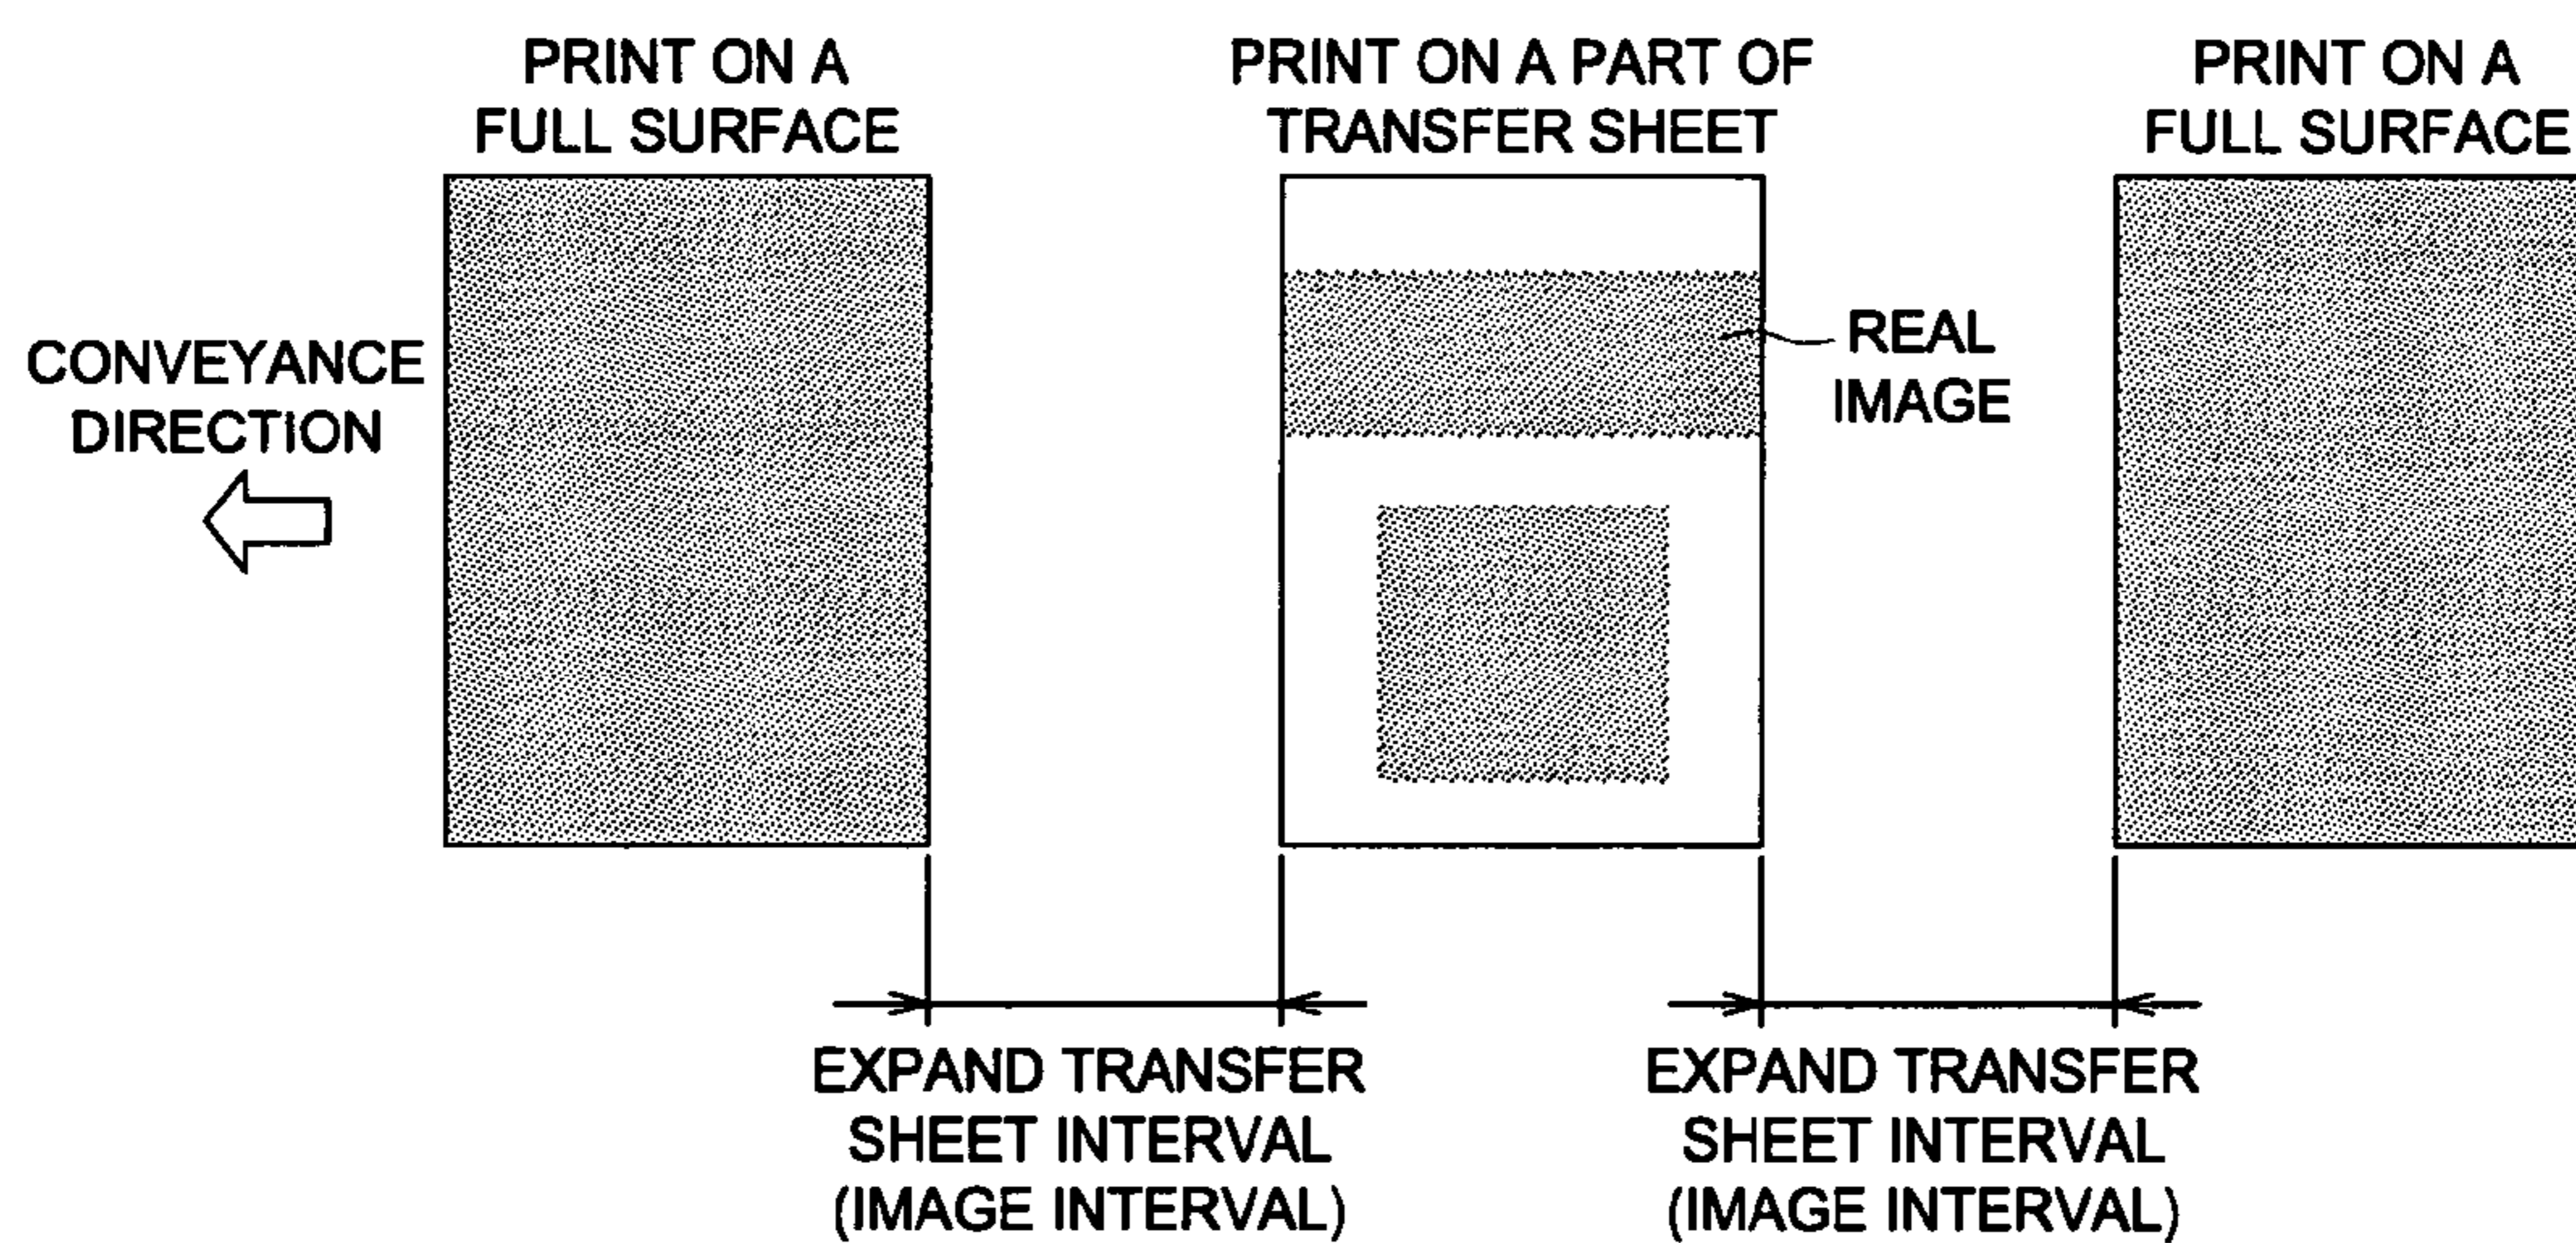 PRINT ON A
FULL SURFACE
PRINT ON A PART OF
TRANSFER SHEET
PRINT ON A
FULL SURFACE
CONVEYANCE
DIRECTION
REAL
IMAGE
EXPAND TRANSFER
SHEET INTERVAL
(IMAGE INTERVAL)
EXPAND TRANSFER
SHEET INTERVAL
(IMAGE INTERVAL)